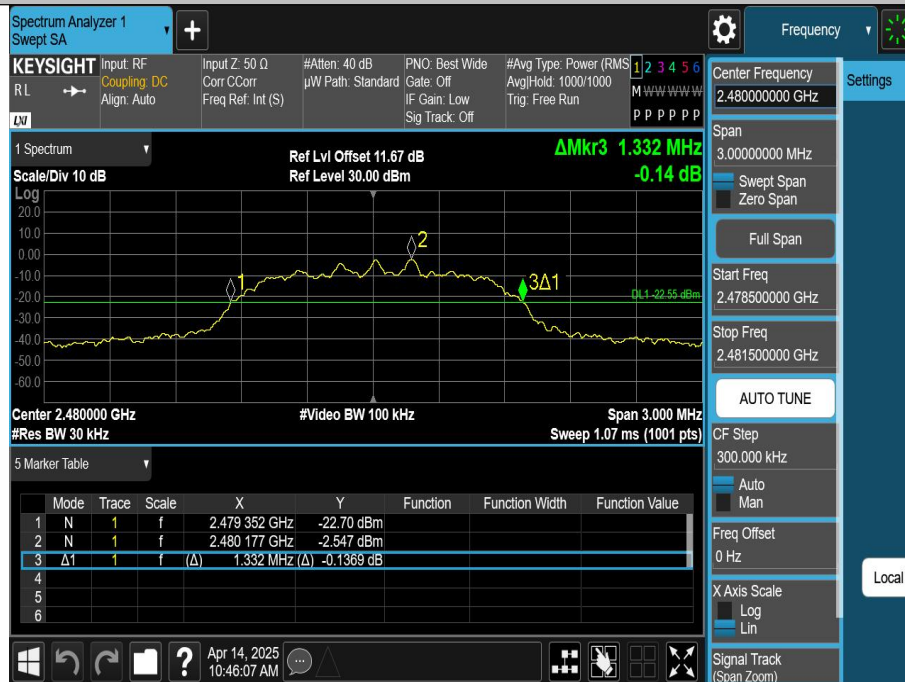 Spectrum Analyzer 1
Swept SA
+
Frequency
KEYSIGHT
RL
LXI
Input: RF
Coupling: DC
Align: Auto
Input Z: 50 Ω
Corr CCorr
Freq Ref: Int (S)
#Atten: 40 dB
µW Path: Standard
PNO: Best Wide
Gate: Off
IF Gain: Low
Sig Track: Off
#Avg Type: Power (RMS
Avg|Hold: 1000/1000
Trig: Free Run
1 2 3 4 5 6
M W W W W W
P P P P P P
1 Spectrum
Scale/Div 10 dB
Ref Lvl Offset 11.67 dB
Ref Level 30.00 dBm
ΔMkr3 1.332 MHz
-0.14 dB
Log
20.0
10.0
0.00
-10.0
-20.0
-30.0
-40.0
-50.0
-60.0
1
2
3Δ1
DL1 -22.55 dBm
Center 2.480000 GHz
#Video BW 100 kHz
Span 3.000 MHz
#Res BW 30 kHz
Sweep 1.07 ms (1001 pts)
5 Marker Table
Mode Trace Scale X Y Function Function Width Function Value
1 N 1 f 2.479 352 GHz -22.70 dBm
2 N 1 f 2.480 177 GHz -2.547 dBm
3 Δ1 1 f (Δ) 1.332 MHz (Δ) -0.1369 dB
4
5
6
?
Apr 14, 2025
10:46:07 AM
Center Frequency
2.480000000 GHz
Span
3.00000000 MHz
Swept Span
Zero Span
Full Span
Start Freq
2.478500000 GHz
Stop Freq
2.481500000 GHz
AUTO TUNE
CF Step
300.000 kHz
Auto
Man
Freq Offset
0 Hz
X Axis Scale
Log
Lin
Signal Track
(Span Zoom)
Settings
Local